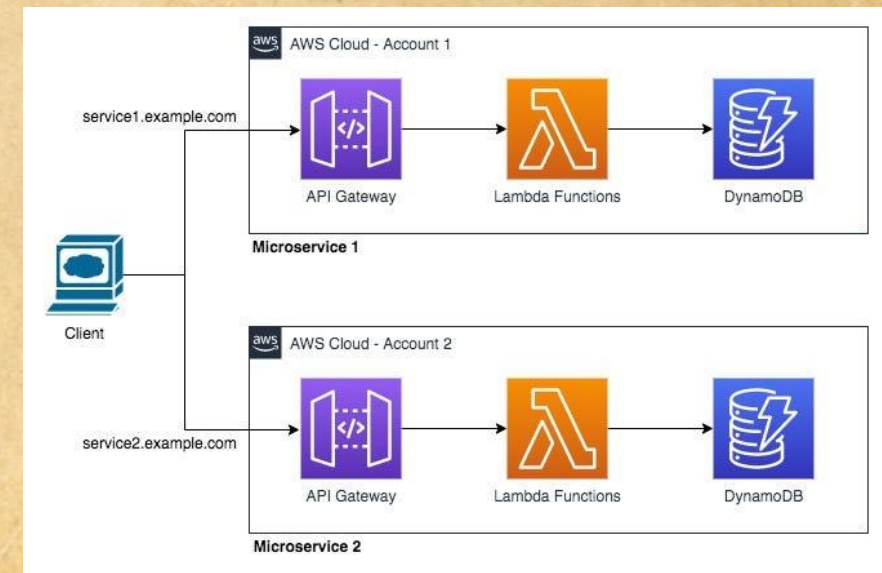 aws AWS Cloud - Account 1
service1.example.com
</>
API Gateway
Lambda Functions
DynamoDB
Microservice 1
Client
aws AWS Cloud - Account 2
service2.example.com
</>
API Gateway
Lambda Functions
DynamoDB
Microservice 2